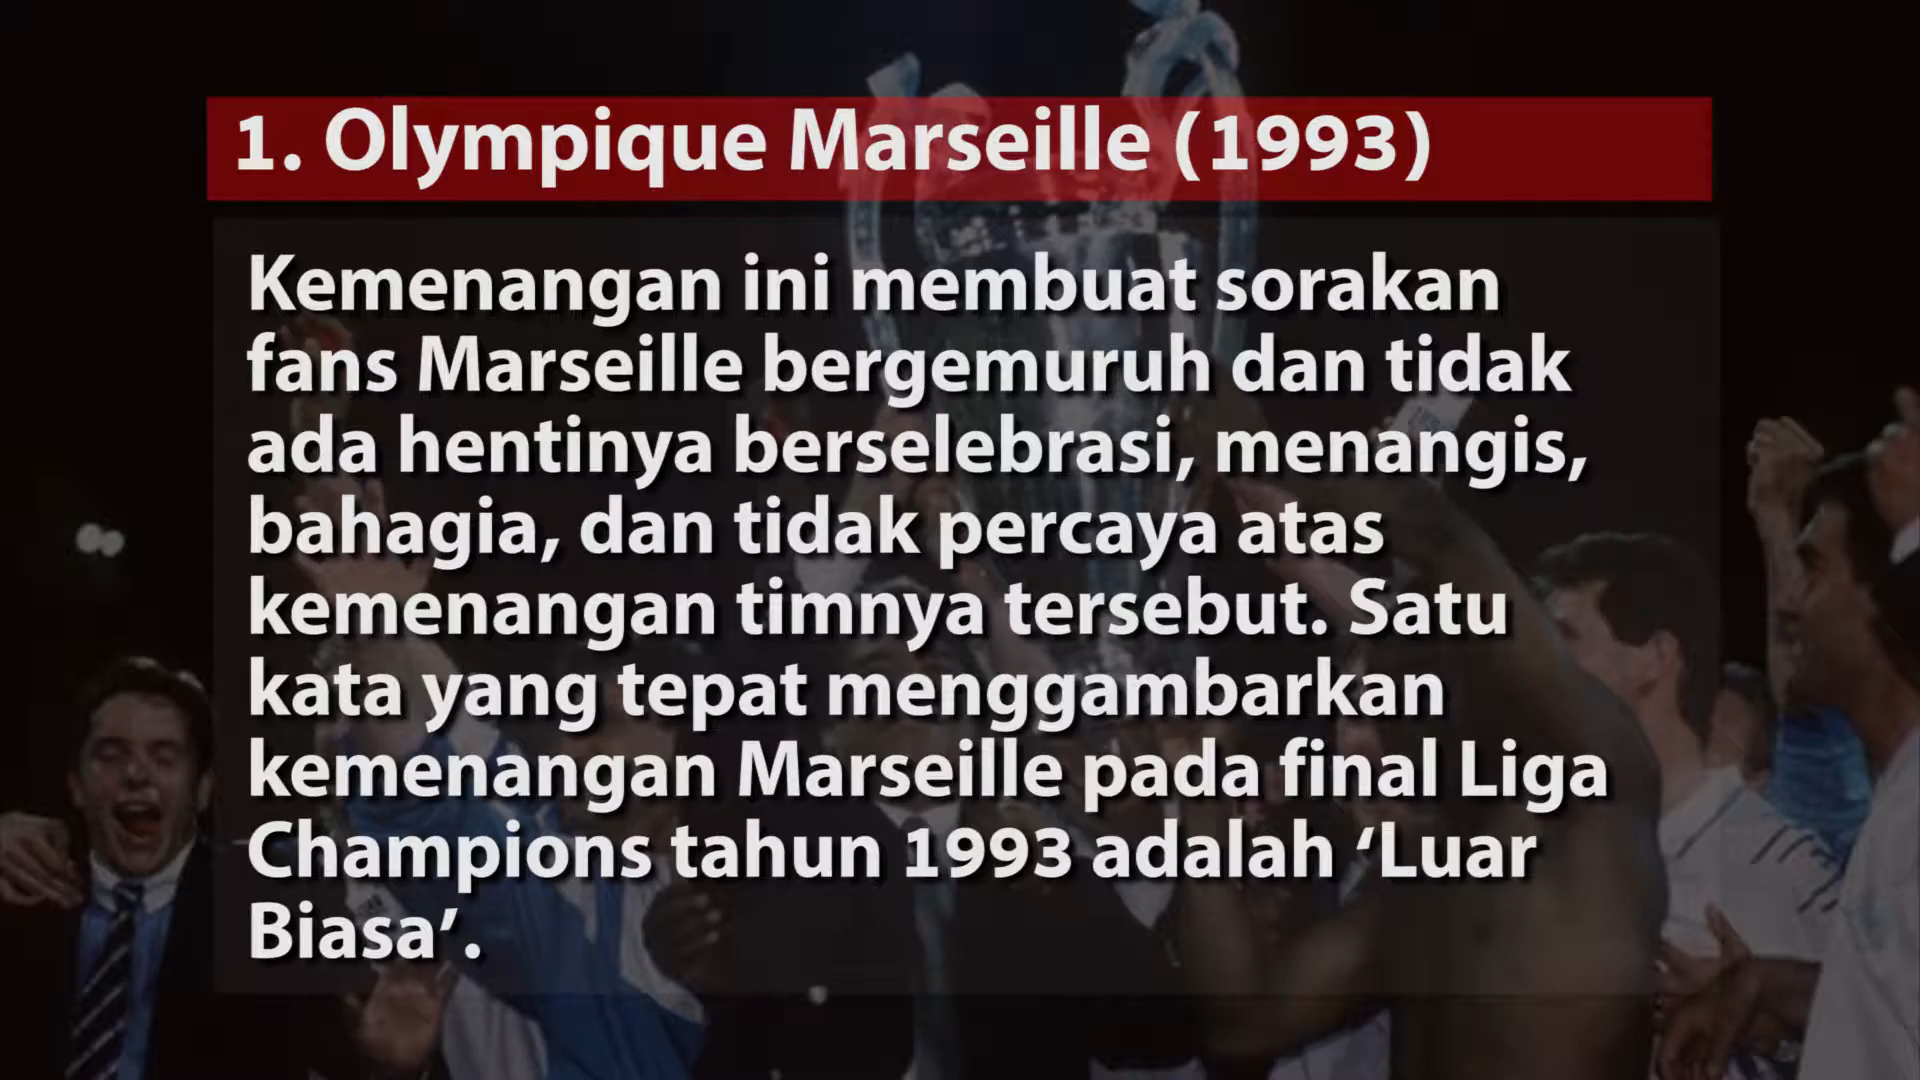 1. Olympique Marseille (1993)
Kemenangan ini membuat sorakan
fans Marseille bergemuruh dan tidak
ada hentinya berselebrasi, menangis,
bahagia, dan tidak percaya atas
kemenangan timnya tersebut. Satu
kata yang tepat menggambarkan
kemenangan Marseille pada final Liga
Champions tahun 1993 adalah ‘Luar
Biasa’.